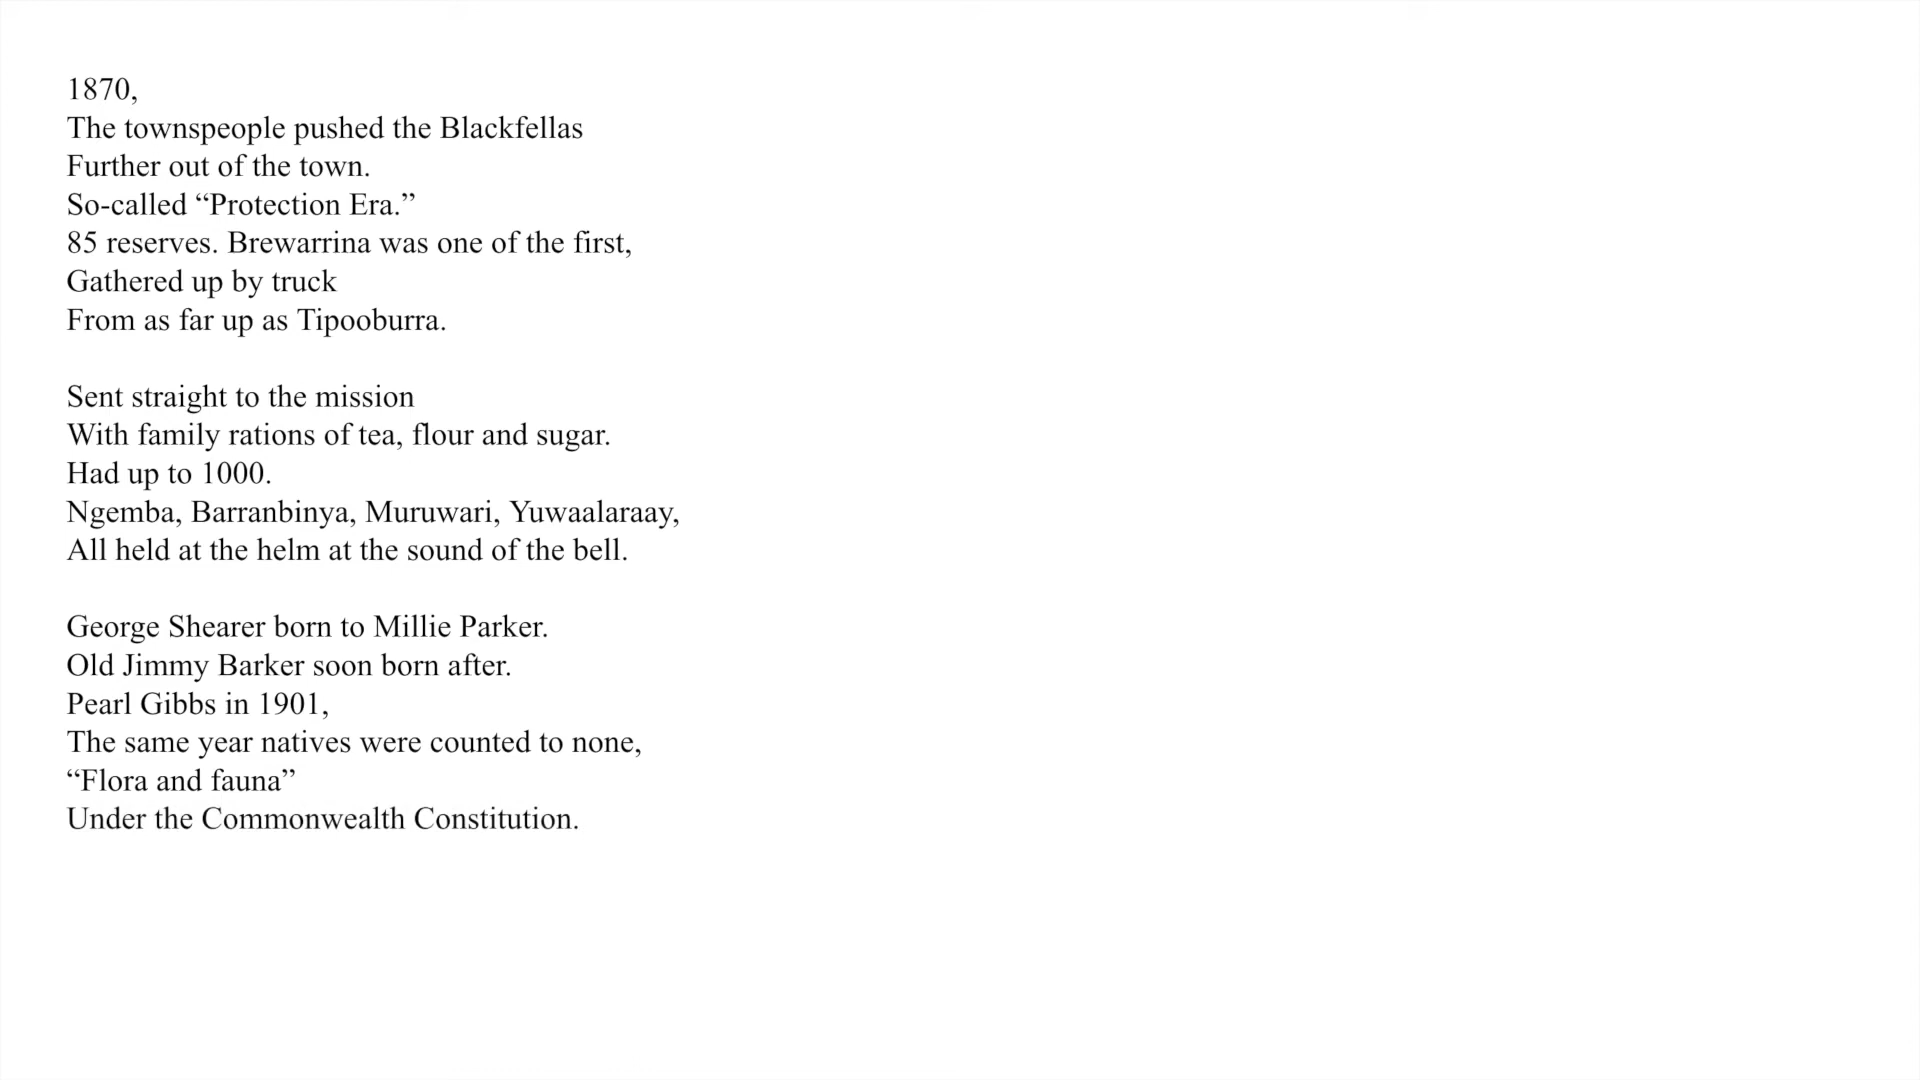 1870,
The townspeople pushed the Blackfellas
Further out of the town.
So-called “Protection Era.”
85 reserves. Brewarrina was one of the first,
Gathered up by truck
From as far up as Tipooburra.
Sent straight to the mission
With family rations of tea, flour and sugar.
Had up to 1000.
Ngemba, Barranbinya, Muruwari, Yuwaalaraay,
All held at the helm at the sound of the bell.
George Shearer born to Millie Parker.
Old Jimmy Barker soon born after.
Pearl Gibbs in 1901,
The same year natives were counted to none,
“Flora and fauna”
Under the Commonwealth Constitution.